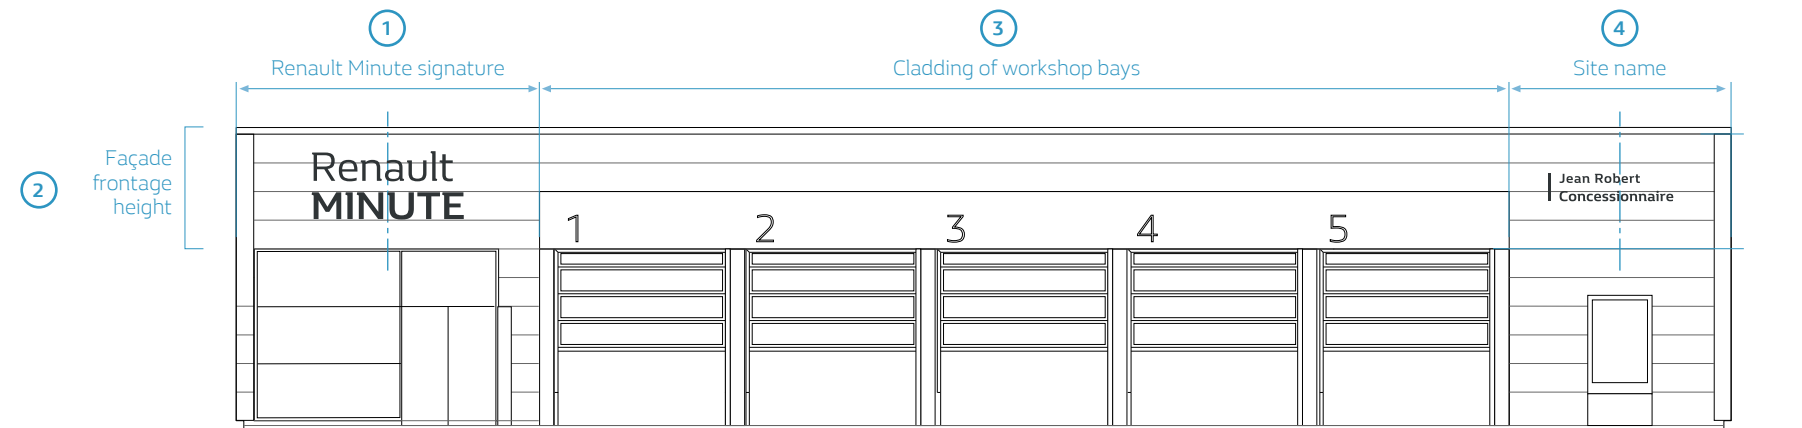 1
3
4
Renault Minute signature
Cladding of workshop bays
Site name
2
Façade
frontage
height
Renault
MINUTE
Jean Robert
Concessionnaire
1
2
3
4
5